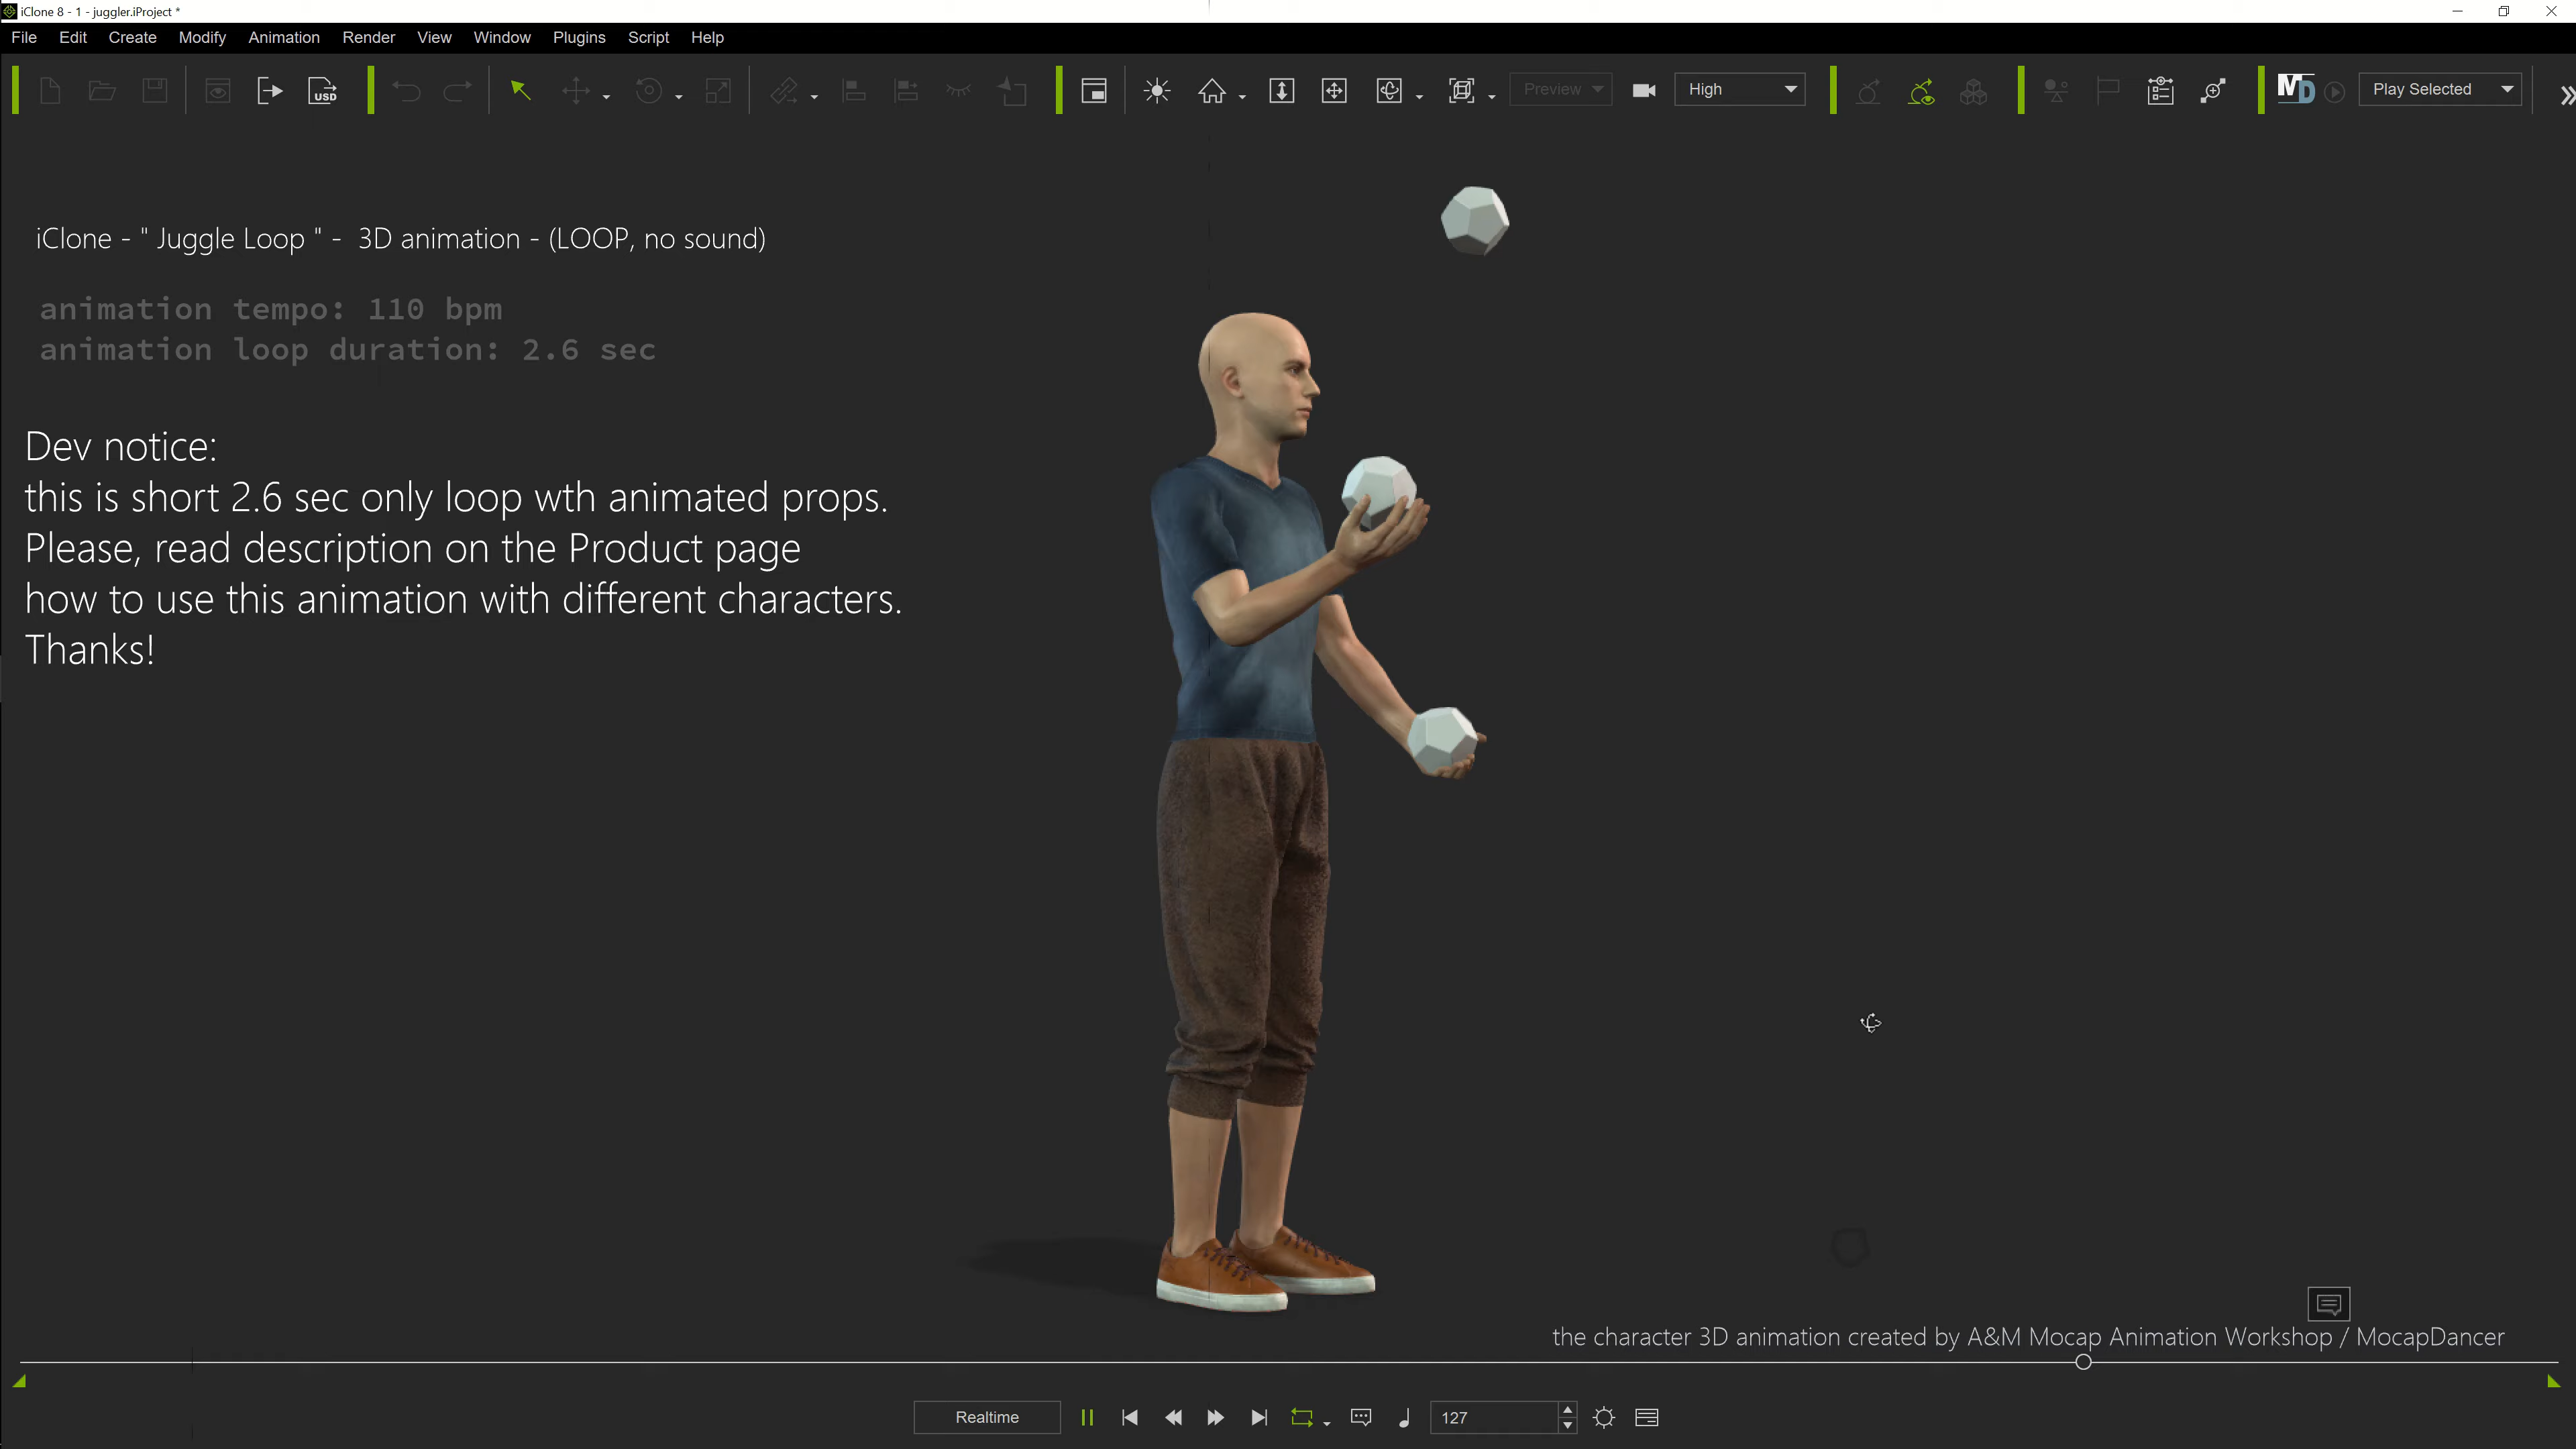 iClone 8 - 1 - juggler.iProject *
File Edit Create Modify Animation Render View Window Plugins Script Help
USD
Preview
High
MD
Play Selected
iClone - " Juggle Loop " - 3D animation - (LOOP, no sound)
animation tempo: 110 bpm
animation loop duration: 2.6 sec
Dev notice:
this is short 2.6 sec only loop wth animated props.
Please, read description on the Product page
how to use this animation with different characters.
Thanks!
the character 3D animation created by A&M Mocap Animation Workshop / MocapDancer
Realtime
127